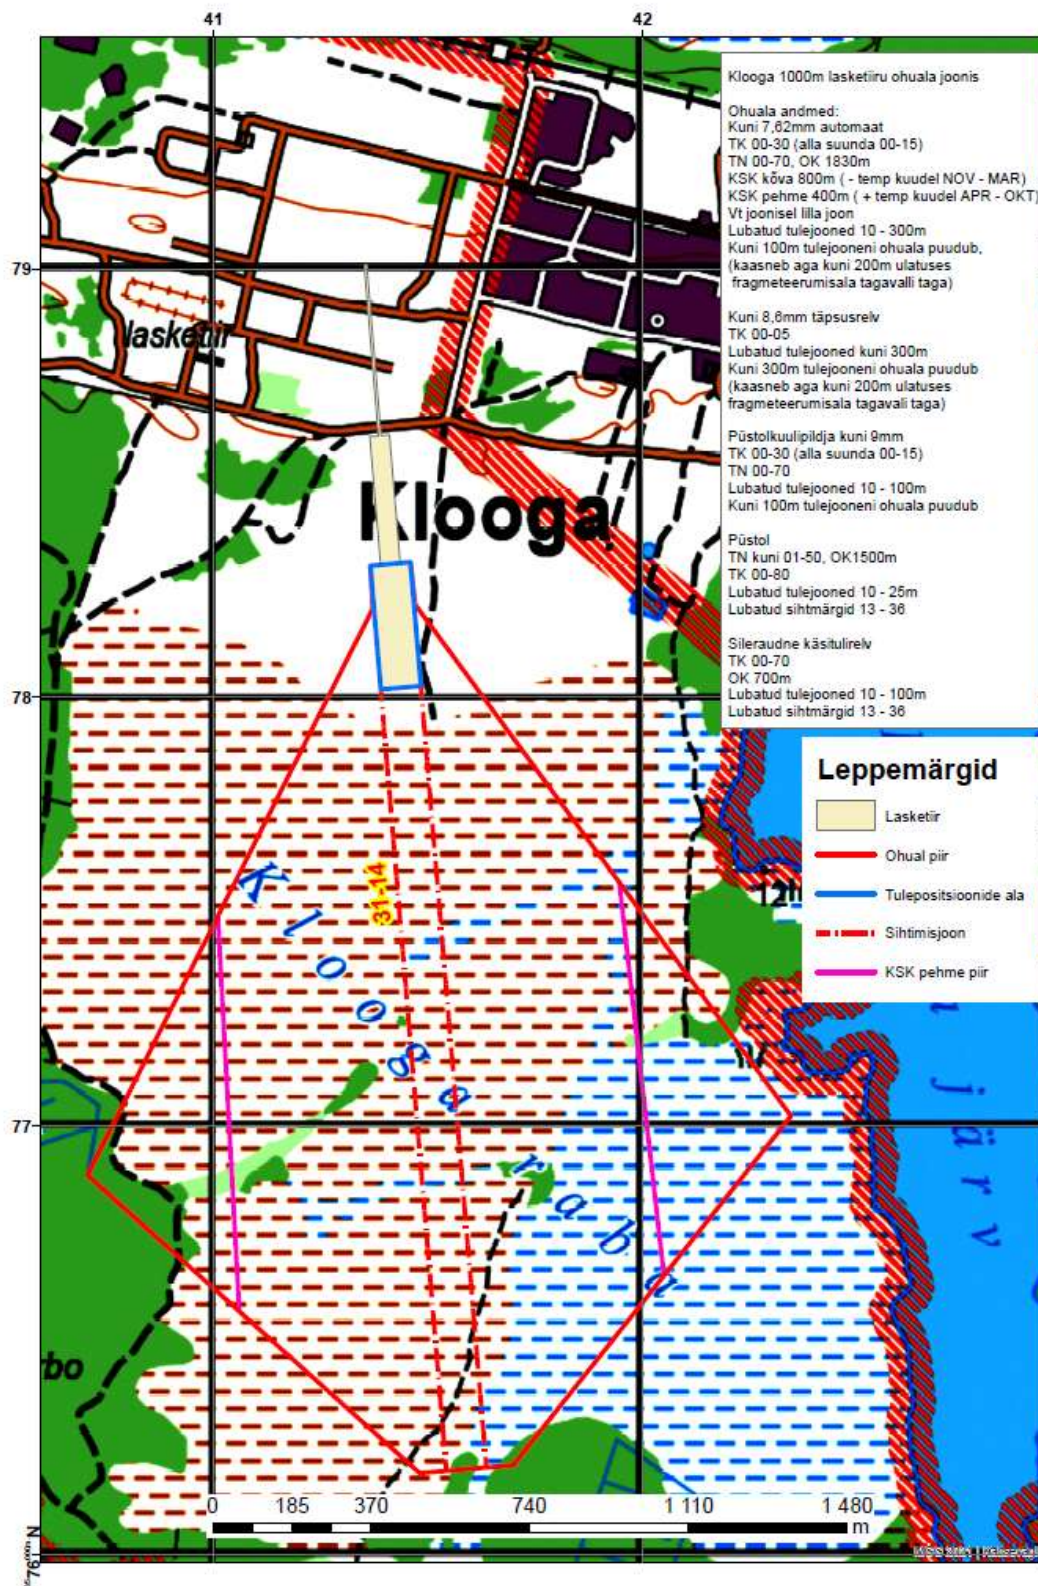 41
42
Klooga 1000m lasketiiru ohuala joonis
Ohuala andmed:
Kuni 7,62mm automaat
TK 00-30 (alla suunda 00-15)
TN 00-70, OK 1830m
KSK kõva 800m ( - temp kuudel NOV - MAR)
KSK pehme 400m ( + temp kuudel APR - OKT)
Vt joonisel lilla joon
Lubatud tulejooned 10 - 300m
Kuni 100m tulejooneni ohuala puudub,
(kaasneb aga kuni 200m ulatuses
fragmeteerumisala tagavalli taga)
Kuni 8,6mm täpsusrelv
TK 00-05
Lubatud tulejooned kuni 300m
Kuni 300m tulejooneni ohuala puudub
(kaasneb aga kuni 200m ulatuses
fragmeteerumisala tagavali taga)
Püstolkuulipildja kuni 9mm
TK 00-30 (alla suunda 00-15)
TN 00-70
Lubatud tulejooned 10 - 100m
Kuni 100m tulejooneni ohuala puudub
Püstol
TN kuni 01-50, OK1500m
TK 00-80
Lubatud tulejooned 10 - 25m
Lubatud sihtmärgid 13 - 36
Sileraudne käsitulirelv
TK 00-70
OK 700m
Lubatud tulejooned 10 - 100m
Lubatud sihtmärgid 13 - 36
79
lasketiir
Klooga
78
Leppemärgid
Lasketiir
Ohuala piir
Tulepositsioonide ala
Sihtimisjoon
KSK pehme piir
31-14
Klooga
raba
järv
77
rbo
0 185 370 740 1 110 1 480
m
76
N